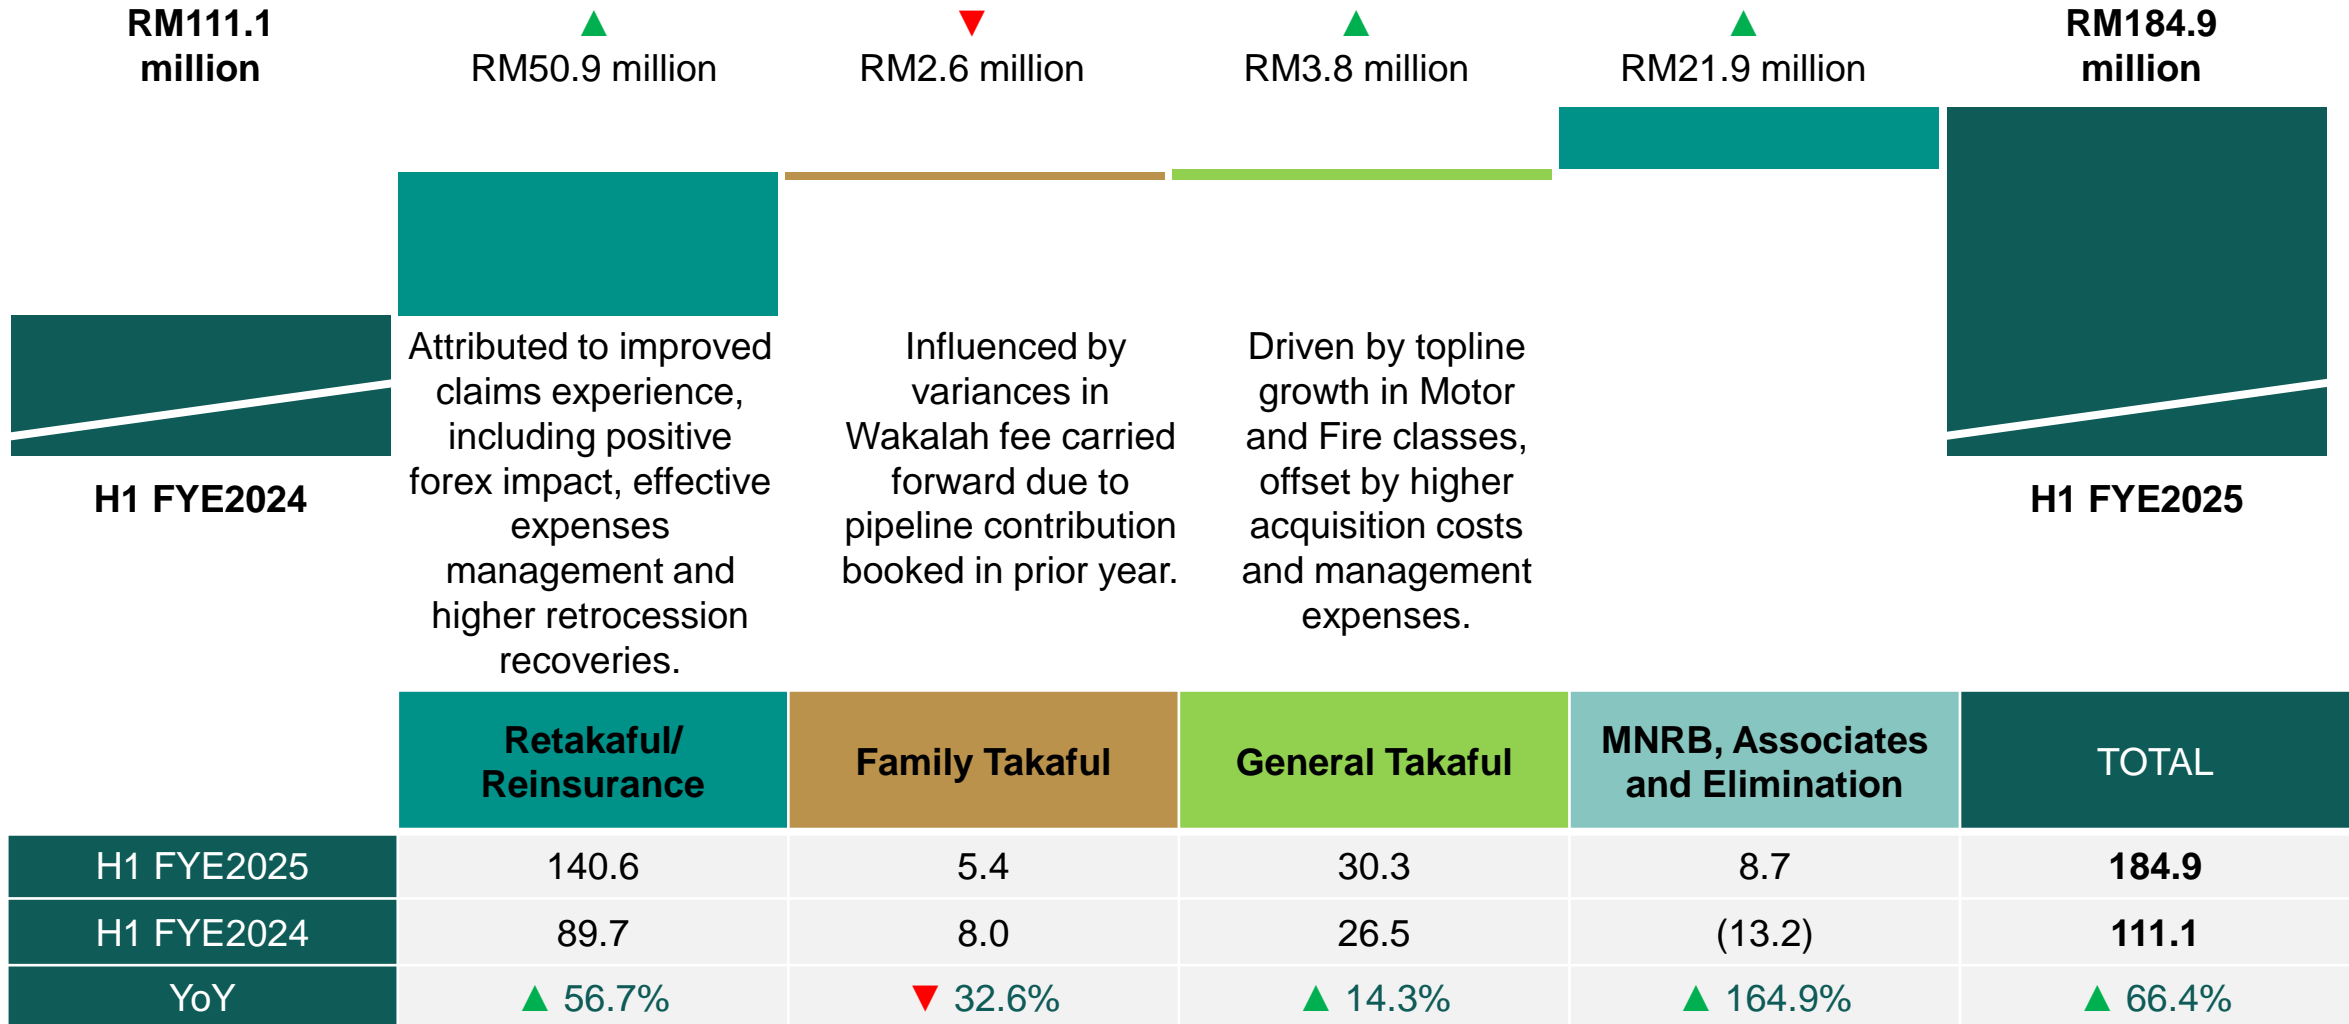 RM111.1
million
▲
RM50.9 million
▼
RM2.6 million
▲
RM3.8 million
▲
RM21.9 million
RM184.9
million
H1 FYE2024
Attributed to improved
claims experience,
including positive
forex impact, effective
expenses
management and
higher retrocession
recoveries.
Influenced by
variances in
Wakalah fee carried
forward due to
pipeline contribution
booked in prior year.
Driven by topline
growth in Motor
and Fire classes,
offset by higher
acquisition costs
and management
expenses.
H1 FYE2025
Retakaful/
Reinsurance
Family Takaful
General Takaful
MNRB, Associates
and Elimination
TOTAL
H1 FYE2025 140.6 5.4 30.3 8.7 184.9
H1 FYE2024 89.7 8.0 26.5 (13.2) 111.1
YoY ▲ 56.7% ▼ 32.6% ▲ 14.3% ▲ 164.9% ▲ 66.4%